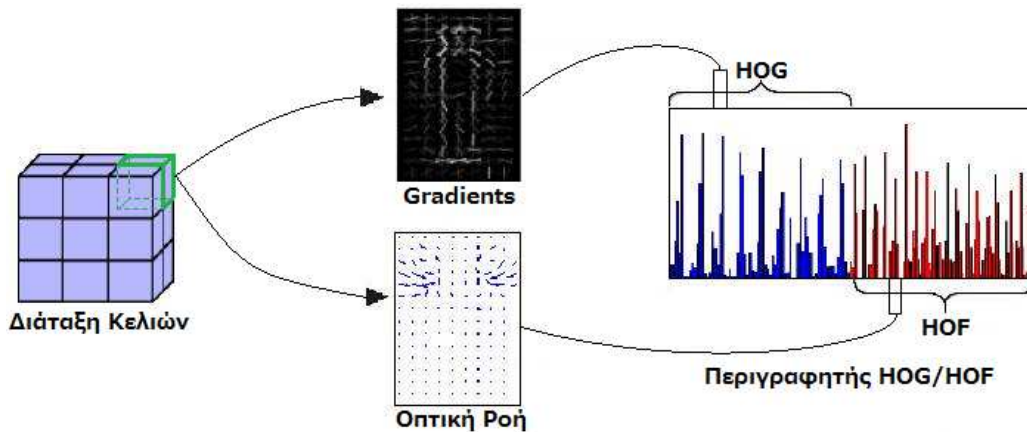 HOG
Gradients
Διάταξη Κελιών
HOF
Περιγραφητής HOG/HOF
Οπτική Ροή